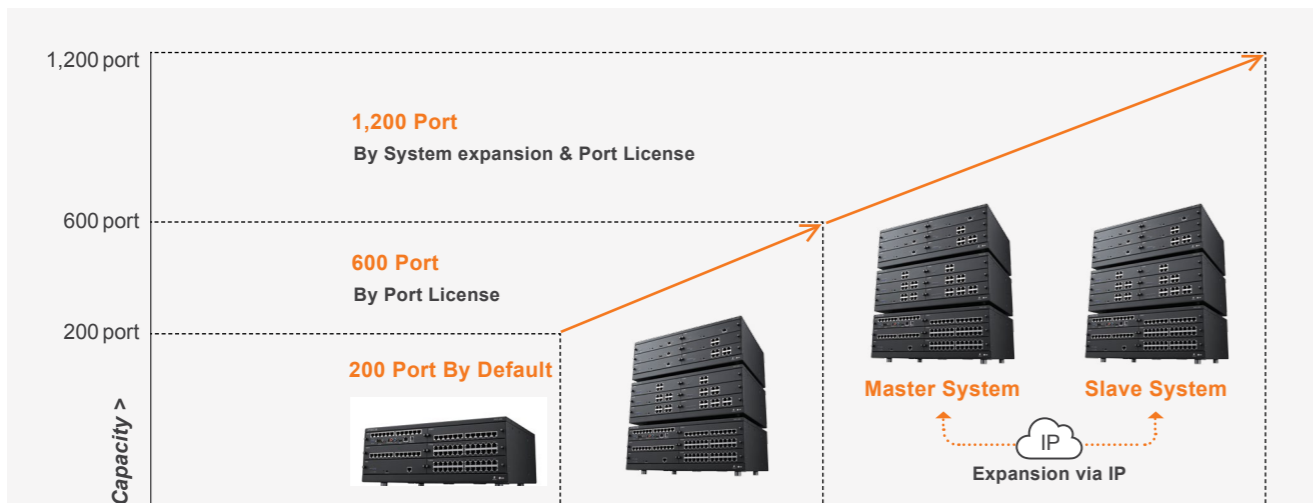 1,200 port
1,200 Port
By System expansion & Port License
600 port
600 Port
By Port License
200 port
200 Port By Default
Master System
Slave System
IP
Expansion via IP
Capacity >